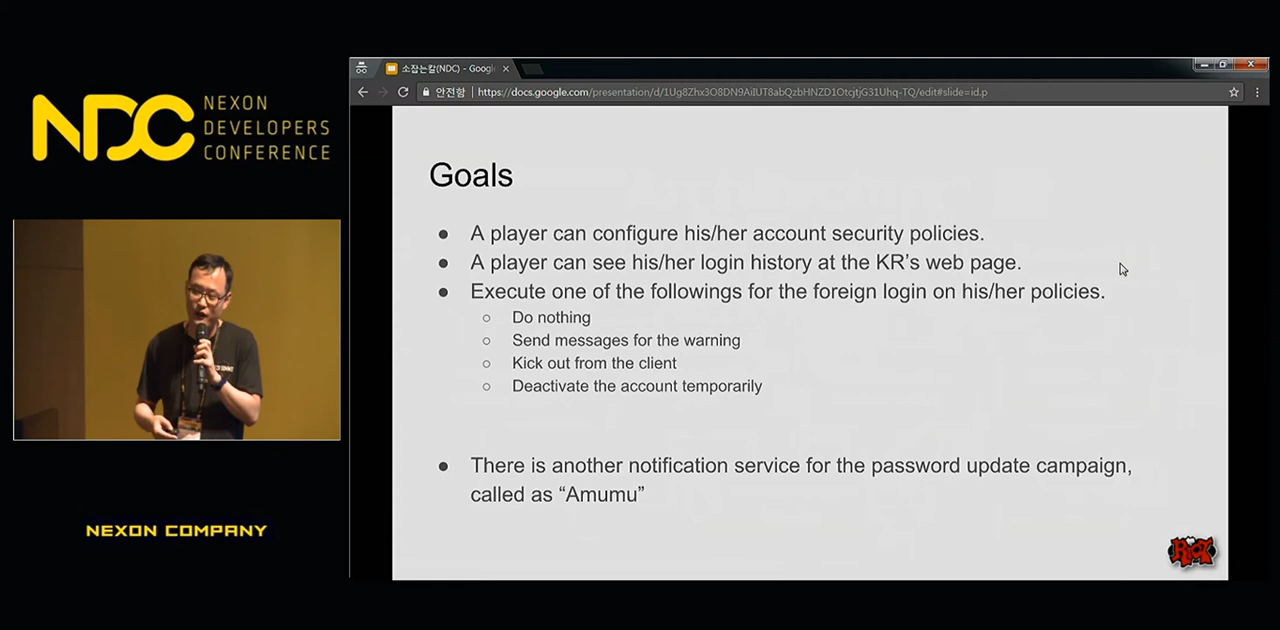 NDC
NEXON
DEVELOPERS
CONFERENCE
소잡는칼(NDC) - Googl
안전함
https://docs.google.com/presentation/d/1Ug8Zhx3O8DN9AiIUT8abQzbHNZD1OtcjtjG31Uhq-TQ/edit#slide=id.p
Goals
● A player can configure his/her account security policies.
● A player can see his/her login history at the KR's web page.
● Execute one of the followings for the foreign login on his/her policies.
○ Do nothing
○ Send messages for the warning
○ Kick out from the client
○ Deactivate the account temporarily
● There is another notification service for the password update campaign,
called as “Amumu”
RIOT
NEXON COMPANY